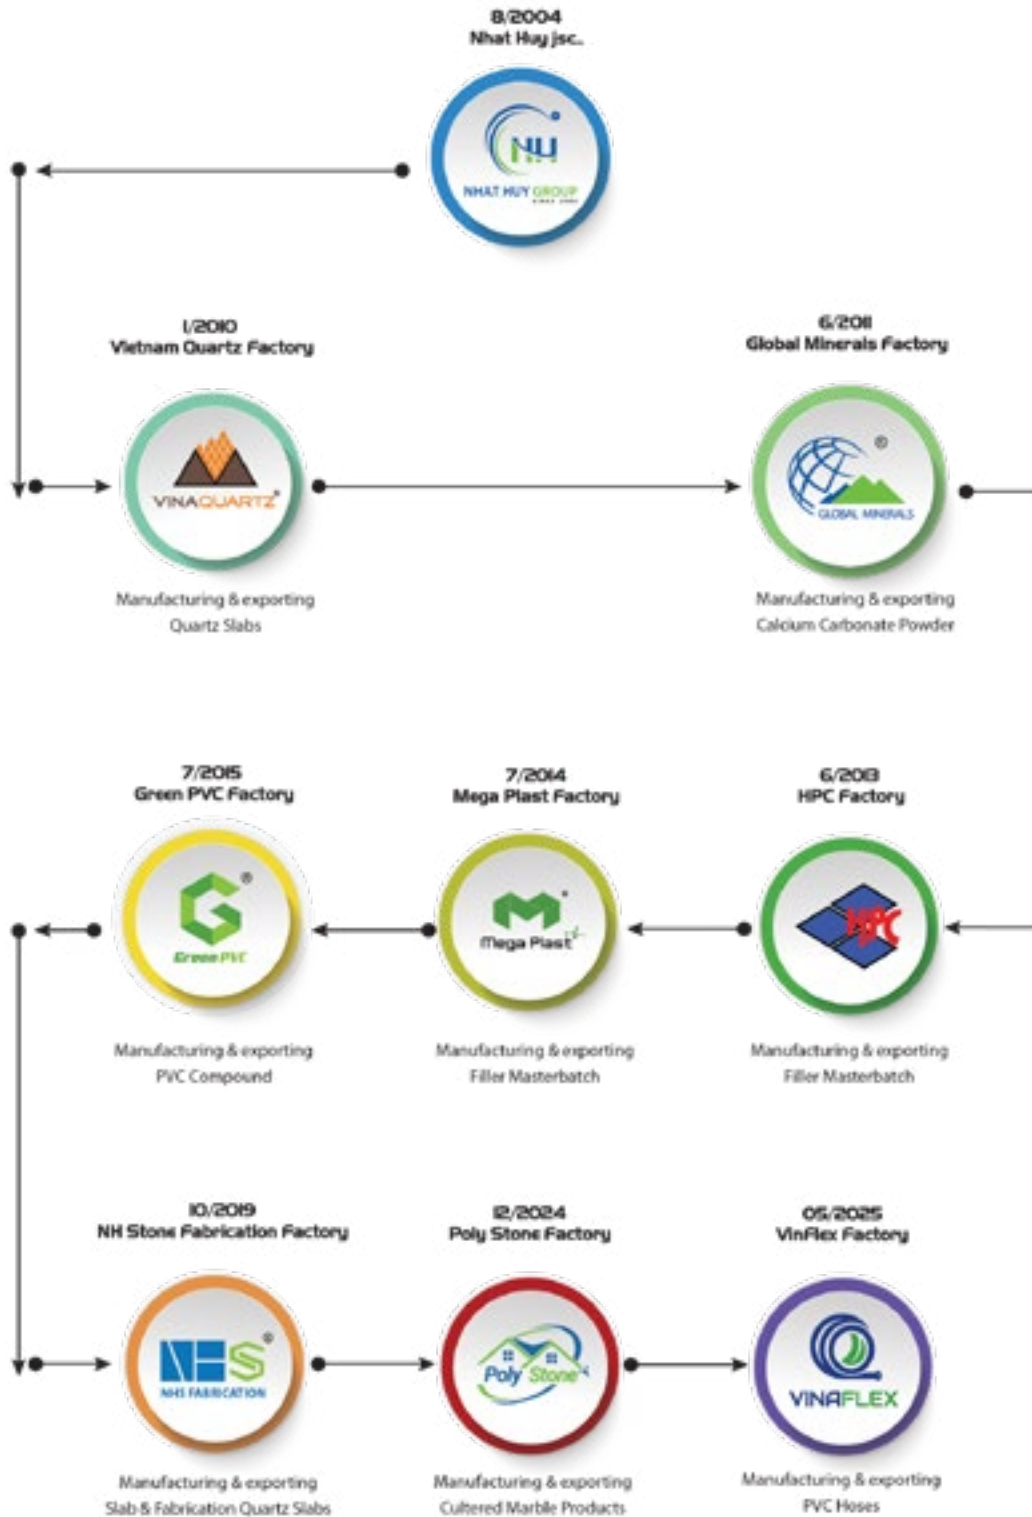 8/2004
Nhat Huy jsc.
NH
NHAT HUY GROUP
1/2010
Vietnam Quartz Factory
VINAQUARTZ®
Manufacturing & exporting
Quartz Slabs
6/2011
Global Minerals Factory
®
GLOBAL MINERALS
Manufacturing & exporting
Calcium Carbonate Powder
7/2015
Green PVC Factory
G®
Green PVC
Manufacturing & exporting
PVC Compound
7/2014
Mega Plast Factory
M
Mega Plast
Manufacturing & exporting
Filler Masterbatch
6/2013
HPC Factory
HPC
Manufacturing & exporting
Filler Masterbatch
10/2019
NH Stone Fabrication Factory
NHS®
NHS FABRICATION
Manufacturing & exporting
Slab & Fabrication Quartz Slabs
12/2024
Poly Stone Factory
Poly Stone
Manufacturing & exporting
Cultered Marble Products
05/2025
VinFlex Factory
VINAFLEX
Manufacturing & exporting
PVC Hoses